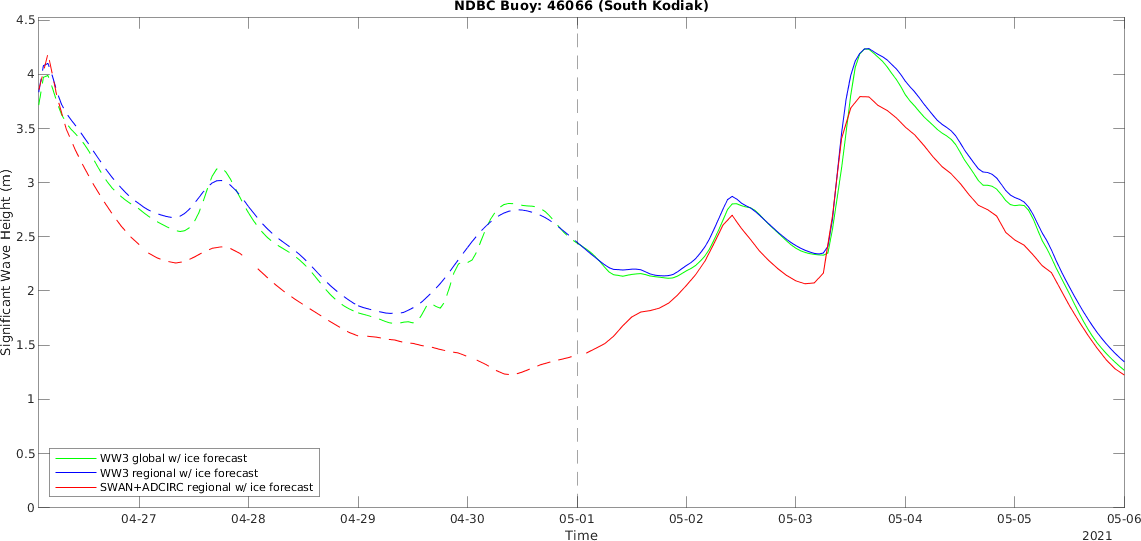 NDBC Buoy: 46066 (South Kodiak)
4.5
4
3.5
3
2.5
2
1.5
1
0.5
0
Significant Wave Height (m)
WW3 global w/ ice forecast
WW3 regional w/ ice forecast
SWAN+ADCIRC regional w/ ice forecast
04-27 04-28 04-29 04-30 05-01 05-02 05-03 05-04 05-05 05-06
Time
2021